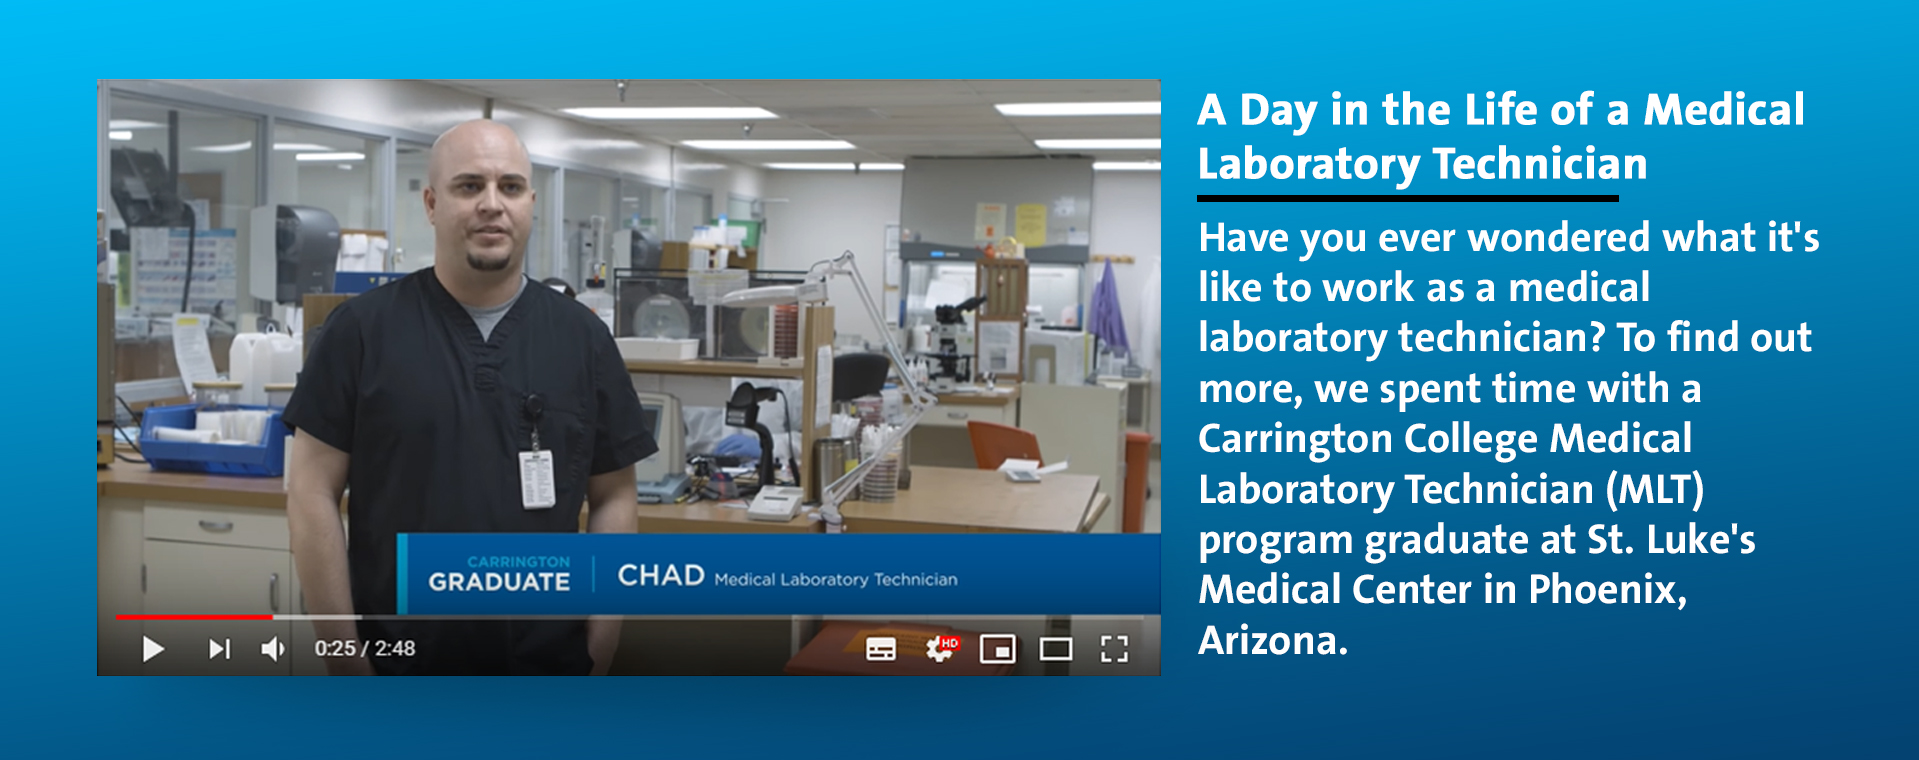 A Day in the Life of a Medical
Laboratory Technician
Have you ever wondered what it's
like to work as a medical
laboratory technician? To find out
more, we spent time with a
Carrington College Medical
Laboratory Technician (MLT)
program graduate at St. Luke's
Medical Center in Phoenix,
Arizona.
CARRINGTON
GRADUATE
CHAD Medical Laboratory Technician
0:25 / 2:48
HD